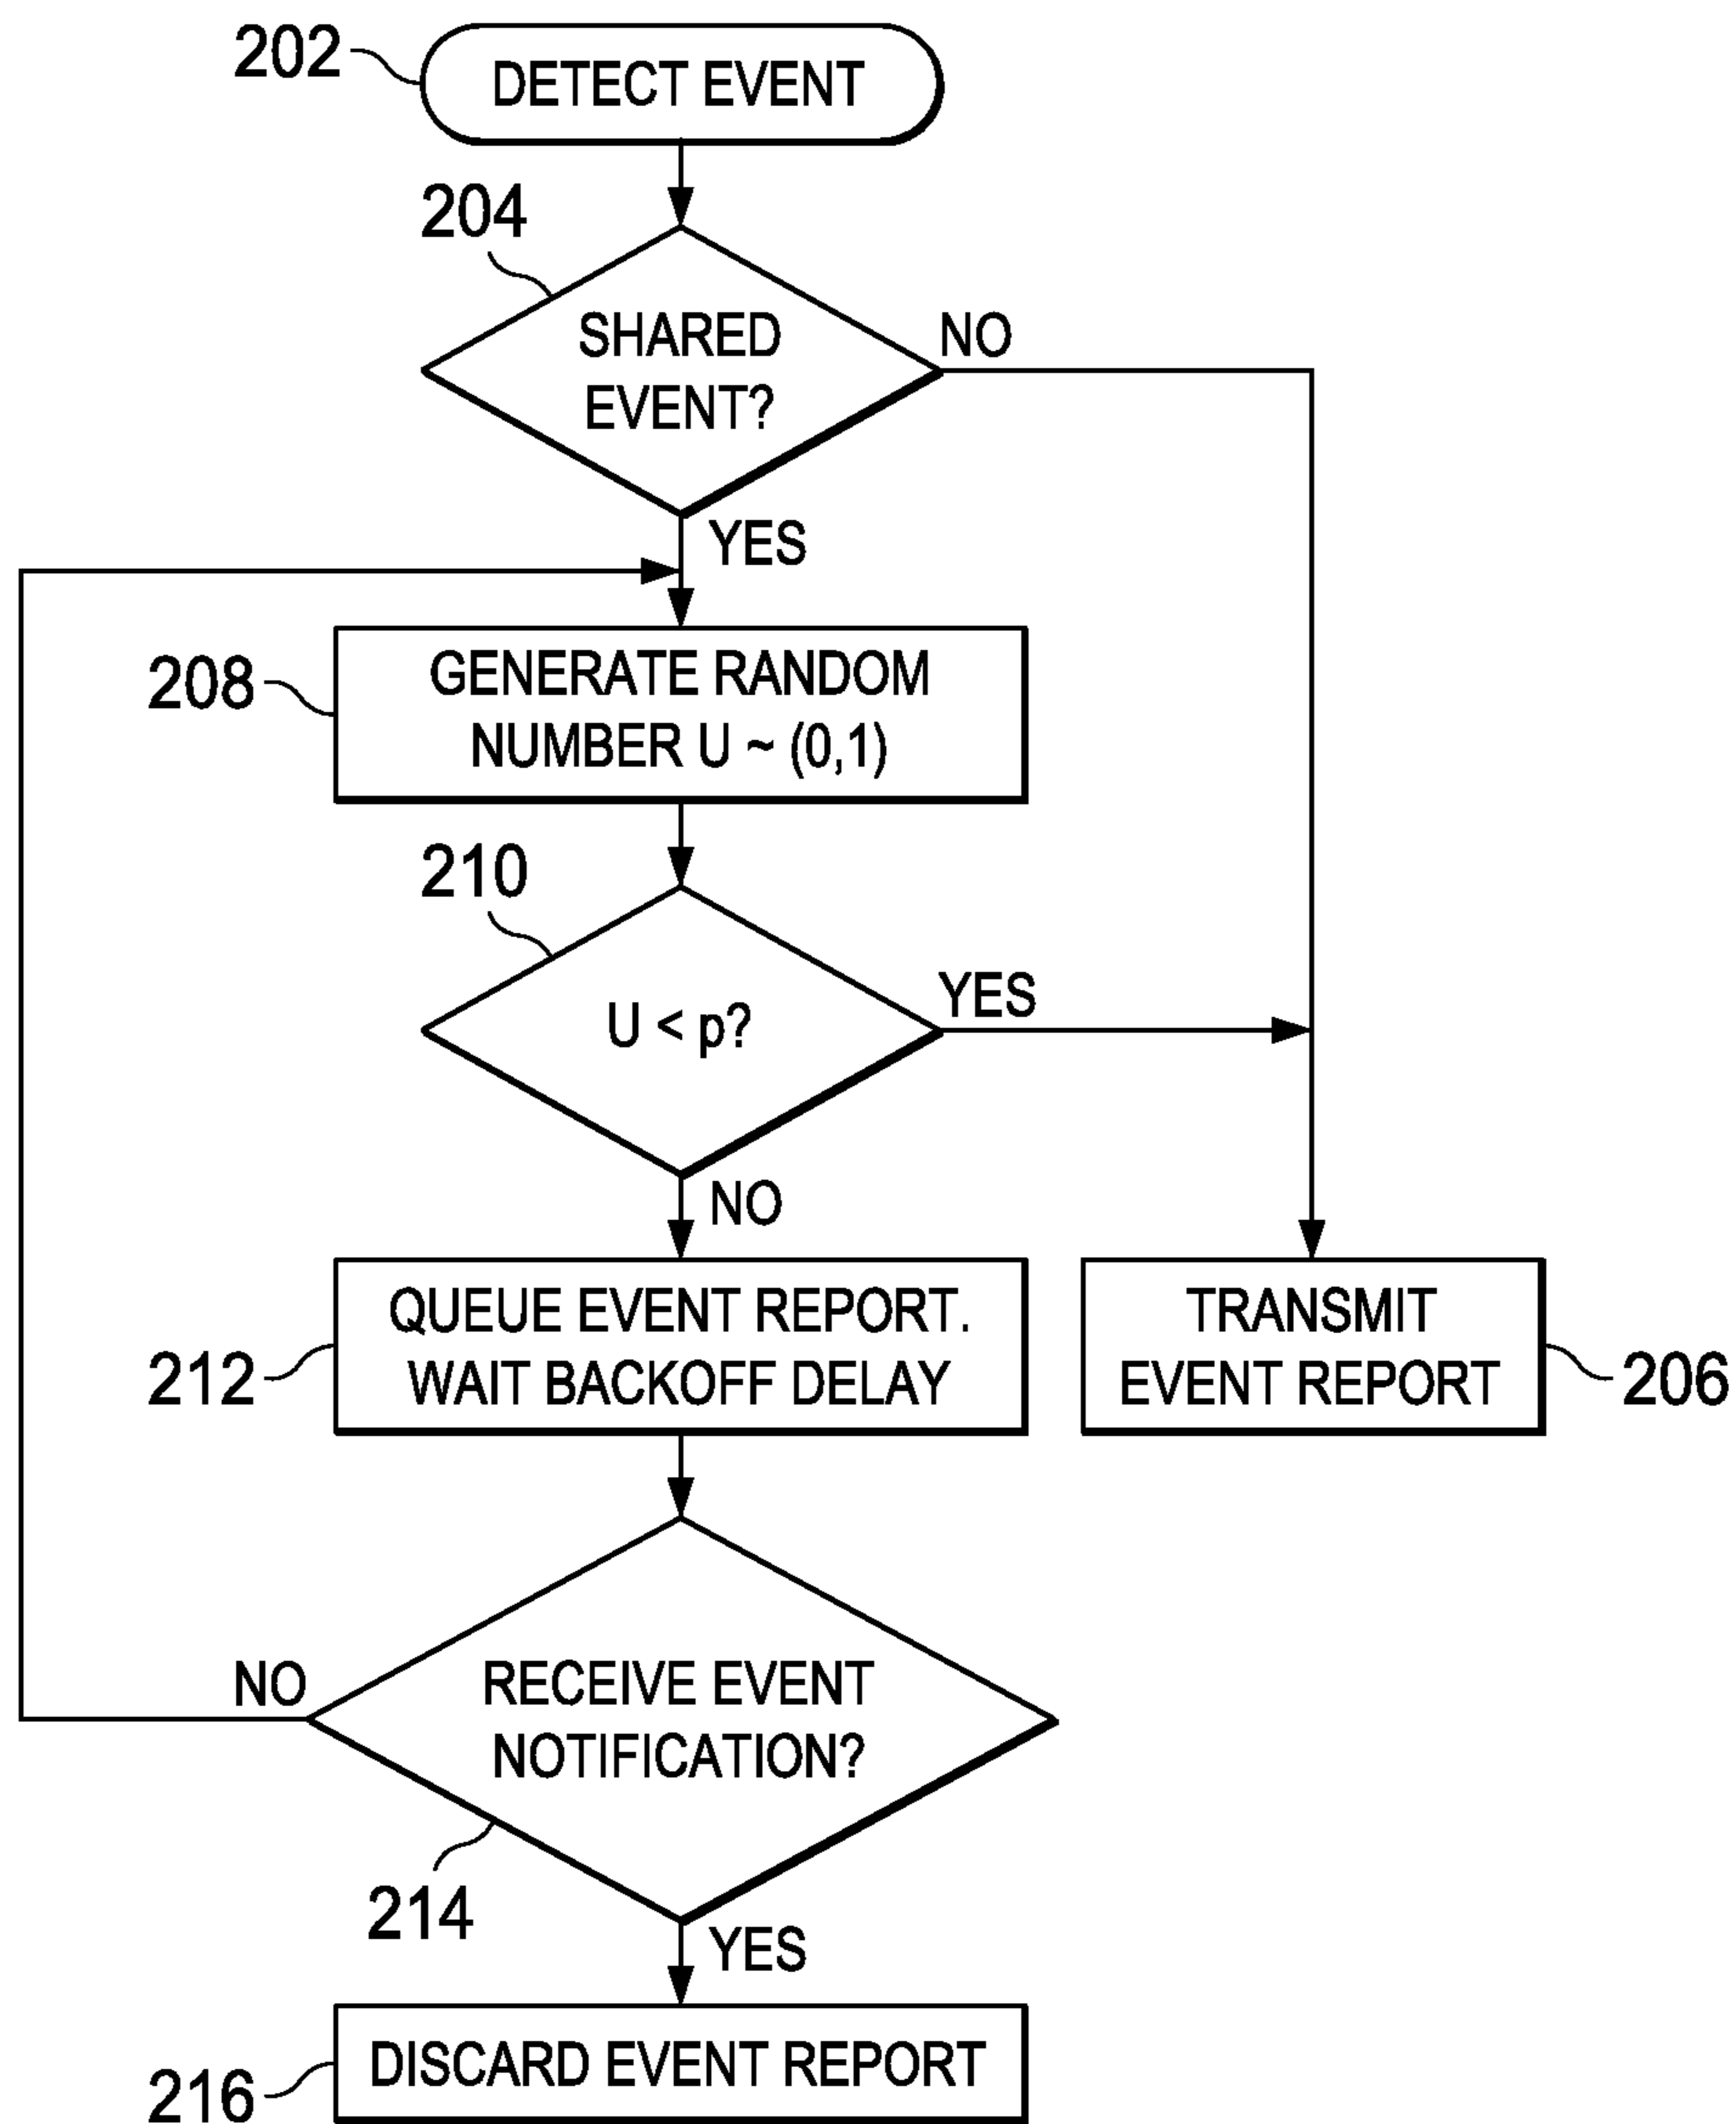 202
DETECT EVENT
204
SHARED
EVENT?
NO
YES
208
GENERATE RANDOM
NUMBER U ~ (0,1)
210
U < p?
YES
NO
212
QUEUE EVENT REPORT.
WAIT BACKOFF DELAY
TRANSMIT
EVENT REPORT
206
NO
RECEIVE EVENT
NOTIFICATION?
214
YES
DISCARD EVENT REPORT
216